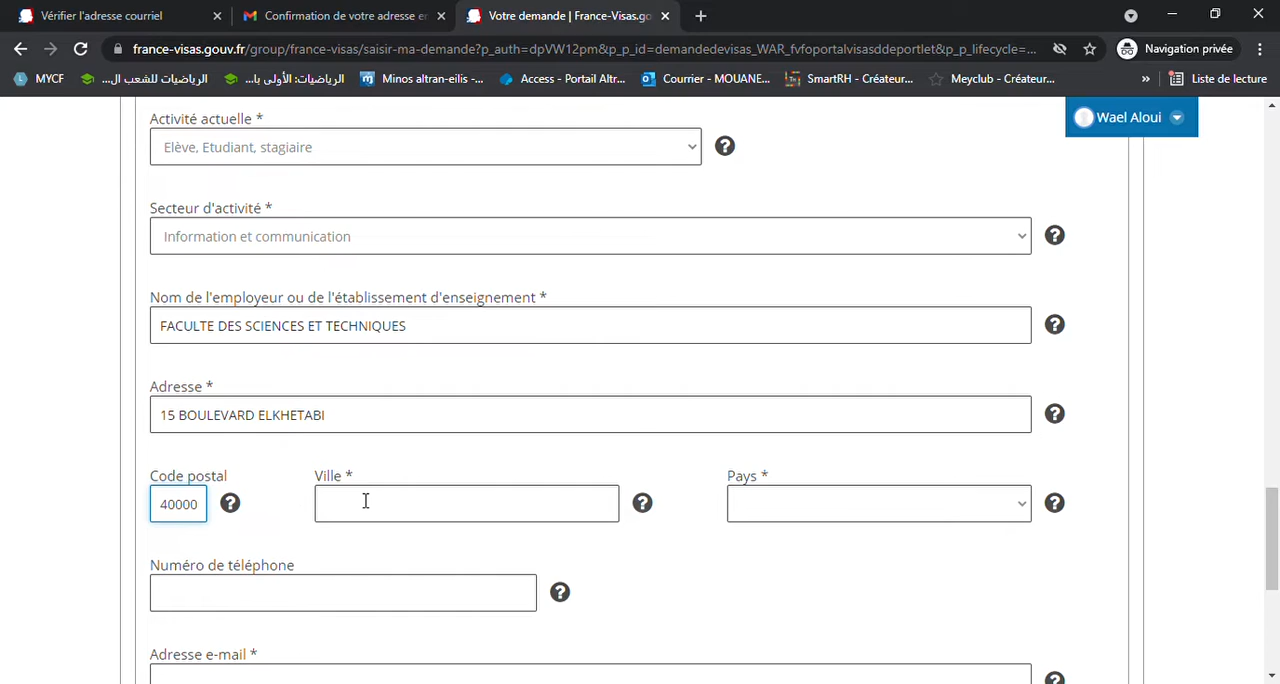 Vérifier l'adresse courriel
Confirmation de votre adresse e
Votre demande | France-Visas.go
france-visas.gouv.fr/group/france-visas/saisir-ma-demande?p_auth=dpVW12pm&p_p_id=demandedevisas_WAR_fvfoportalvisasddeportlet&p_p_lifecycle=...
Navigation privée
MYCF
الرياضيات للشعب ال...
الرياضيات: الأولى با...
Minos altran-eilis -...
Access - Portail Altr...
Courrier - MOUANE...
SmartRH - Créateur...
Meyclub - Créateur...
»
Liste de lecture
Wael Aloui
Activité actuelle *
Elève, Etudiant, stagiaire
Secteur d'activité *
Information et communication
Nom de l'employeur ou de l'établissement d'enseignement *
FACULTE DES SCIENCES ET TECHNIQUES
Adresse *
15 BOULEVARD ELKHETABI
Code postal Ville * Pays *
40000
Numéro de téléphone
Adresse e-mail *